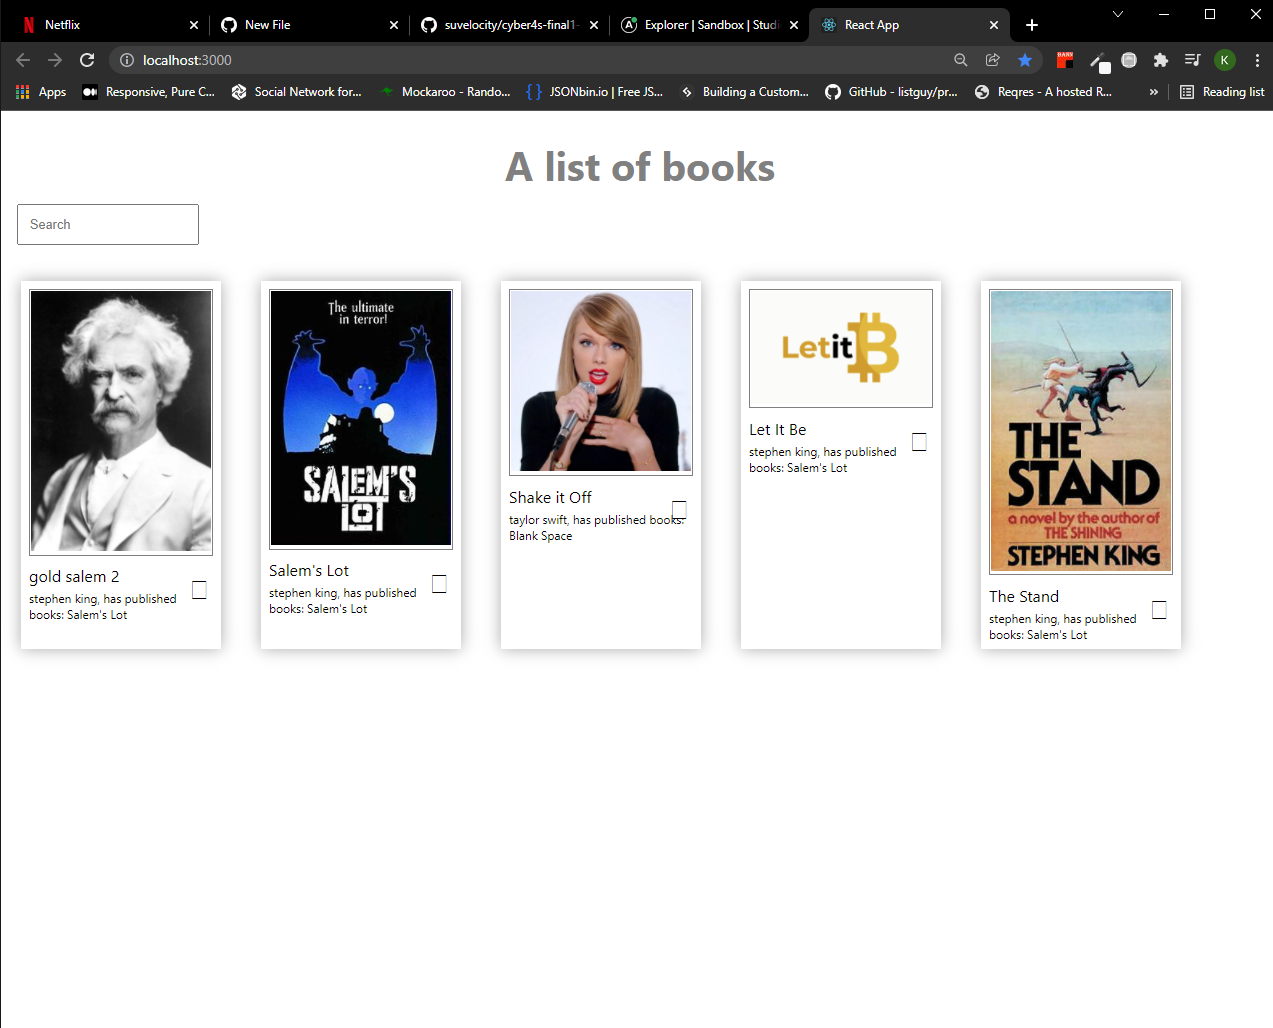 Netflix
New File
suvelocity/cyber4s-final1-
Explorer | Sandbox | Studi
React App
localhost:3000
K
Apps
Responsive, Pure C...
Social Network for...
Mockaroo - Rando...
JSONbin.io | Free JS...
Building a Custom...
GitHub - listguy/pr...
Reqres - A hosted R...
»
Reading list
A list of books
Search
The ultimate
in terror!
SALEM'S
LOT
Letit
THE
STAND
a novel by the author of
THE SHINING
STEPHEN KING
gold salem 2
stephen king, has published
books: Salem's Lot
Salem's Lot
stephen king, has published
books: Salem's Lot
Shake it Off
taylor swift, has published books:
Blank Space
Let It Be
stephen king, has published
books: Salem's Lot
The Stand
stephen king, has published
books: Salem's Lot